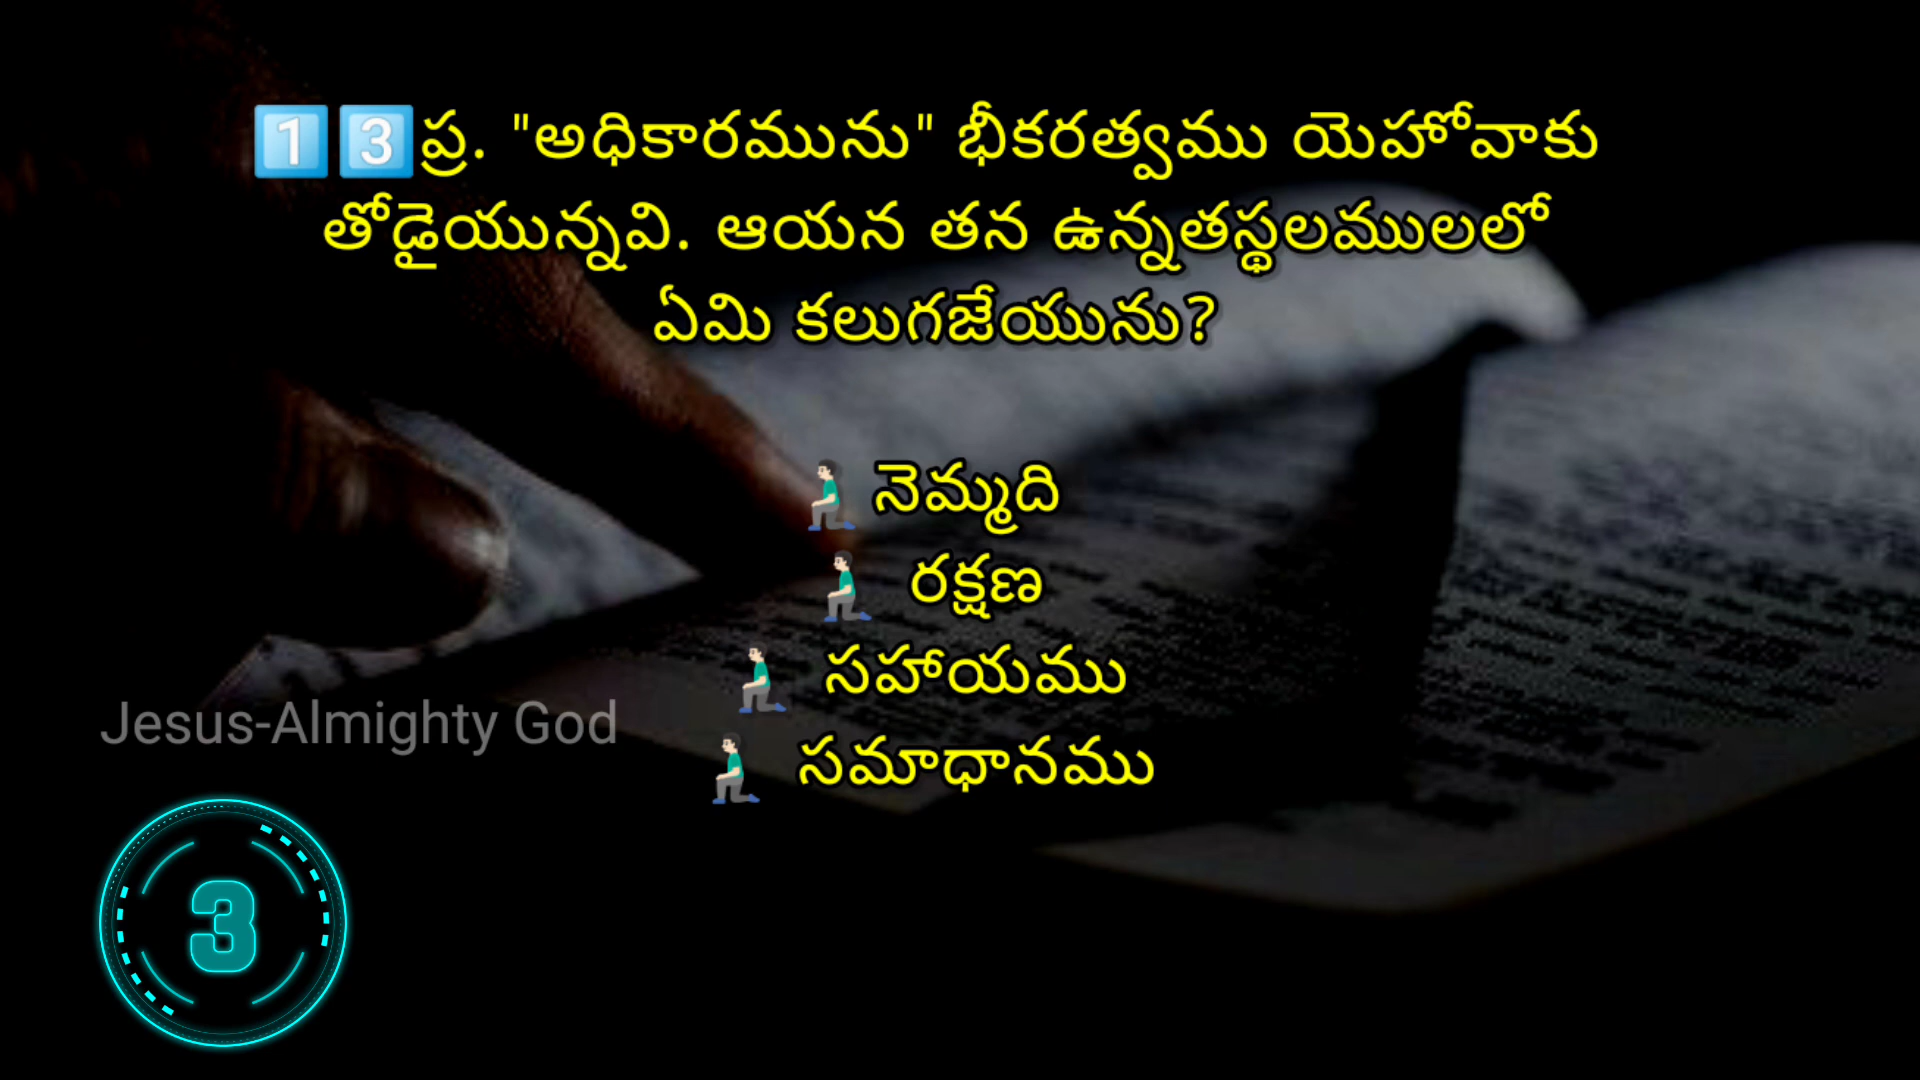 1️⃣3️⃣ప్ర. "అధికారమును" భీకరత్వము యెహోవాకు
తోడైయున్నవి. ఆయన తన ఉన్నతస్థలములలో
ఏమి కలుగజేయును?
🧎🏻‍♂️ నెమ్మది
🧎🏻‍♂️ రక్షణ
🧎🏻‍♂️ సహాయము
🧎🏻‍♂️ సమాధానము
Jesus-Almighty God
3